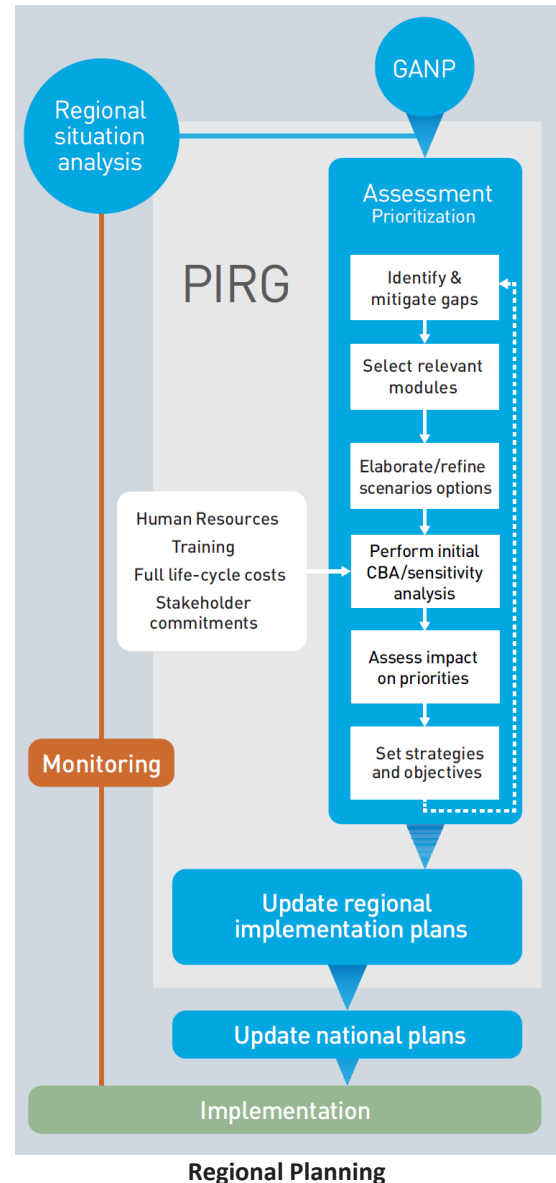 GANP
Regional
situation
analysis
Assessment
Prioritization
PIRG
Identify &
mitigate gaps
Select relevant
modules
Elaborate/refine
scenarios options
Human Resources
Training
Full life-cycle costs
Stakeholder
commitments
Perform initial
CBA/sensitivity
analysis
Assess impact
on priorities
Set strategies
and objectives
Monitoring
Update regional
implementation plans
Update national plans
Implementation
Regional Planning